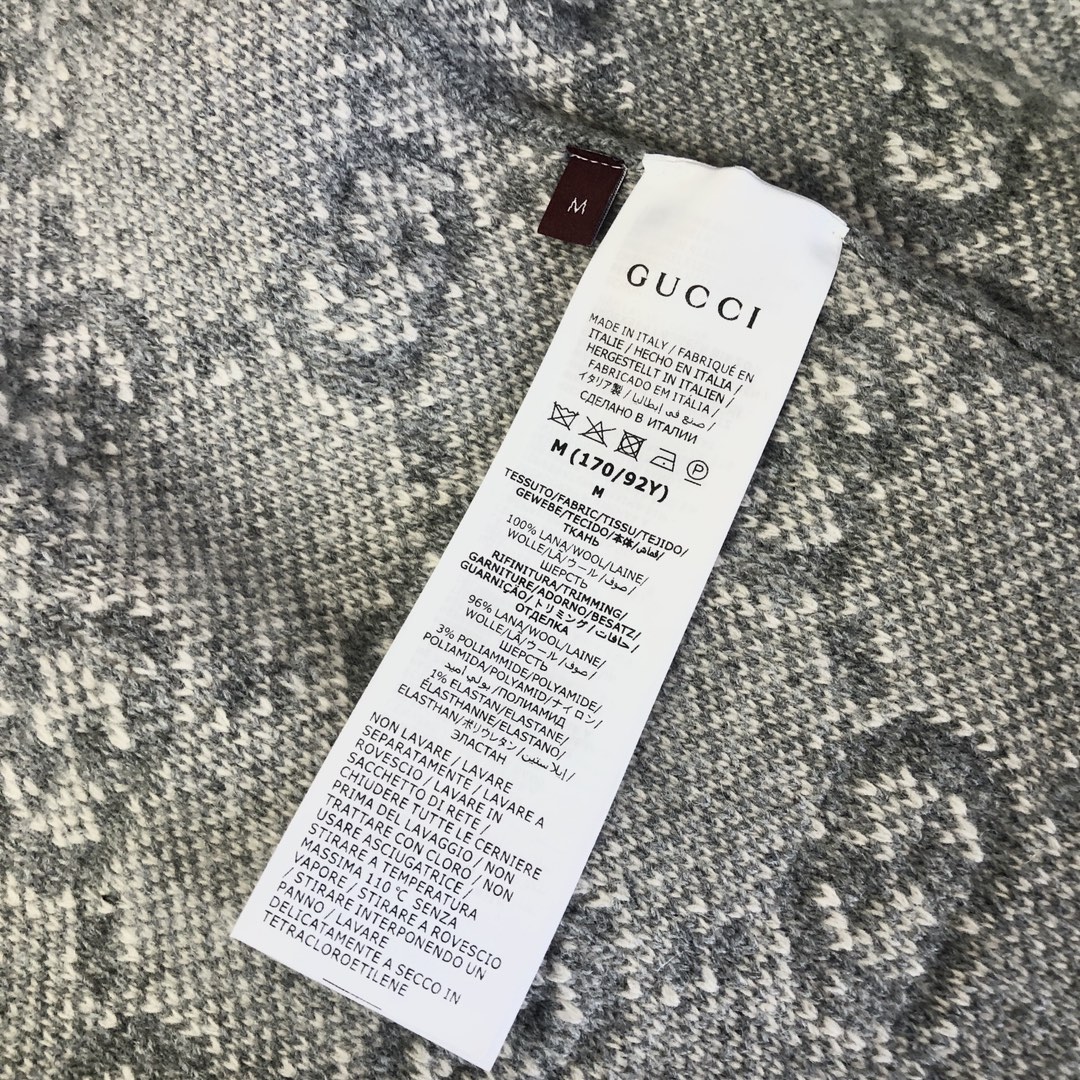 M
GUCCI
MADE IN ITALY / FABRIQUÉ EN
ITALIE / HECHO EN ITALIA /
HERGESTELLT IN ITALIEN
FABRICADO EM ITÁLIA /
イタリア製 / صنع في إيطاليا /
СДЕЛАНО В ИТАЛИИ
P
M (170/92Y)
M
TESSUTO/FABRIC/TISSU/TEJIDO/
GEWEBE/TECIDO/本体/قماش/
ТКАНЬ
100% LANA/WOOL/LAINE/
WOLLE/LÃ/ウール/صوف/
ШЕРСТЬ
RIFINITURA/TRIMMING/
GARNITURE/ADORNO/BESATZ/
GUARNIÇÃO/トリミング/حافات/
ОТДЕЛКА
96% LANA/WOOL/LAINE/
WOLLE/LÃ/ウール/صوف/
ШЕРСТЬ
3% POLIAMMIDE/POLYAMIDE/
POLIAMIDA/POLYAMID/ナイロン/
بولي أميد/ПОЛИАМИД
1% ELASTAN/ELASTANE/
ÉLASTHANNE/ELASTANO/
ELASTHAN/ポリウレタン/ايلاستين/
ЭЛАСТАН
NON LAVARE / LAVARE
SEPARATAMENTE / LAVARE A
ROVESCIO / LAVARE IN
SACCHETTO DI RETE /
CHIUDERE TUTTE LE CERNIERE
PRIMA DEL LAVAGGIO / NON
TRATTARE CON CLORO / NON
USARE ASCIUGATRICE /
STIRARE A TEMPERATURA
MASSIMA 110 °C SENZA
VAPORE / STIRARE A ROVESCIO
/ STIRARE INTERPONENDO UN
PANNO / LAVARE
DELICATAMENTE A SECCO IN
TETRACLOROETILENE